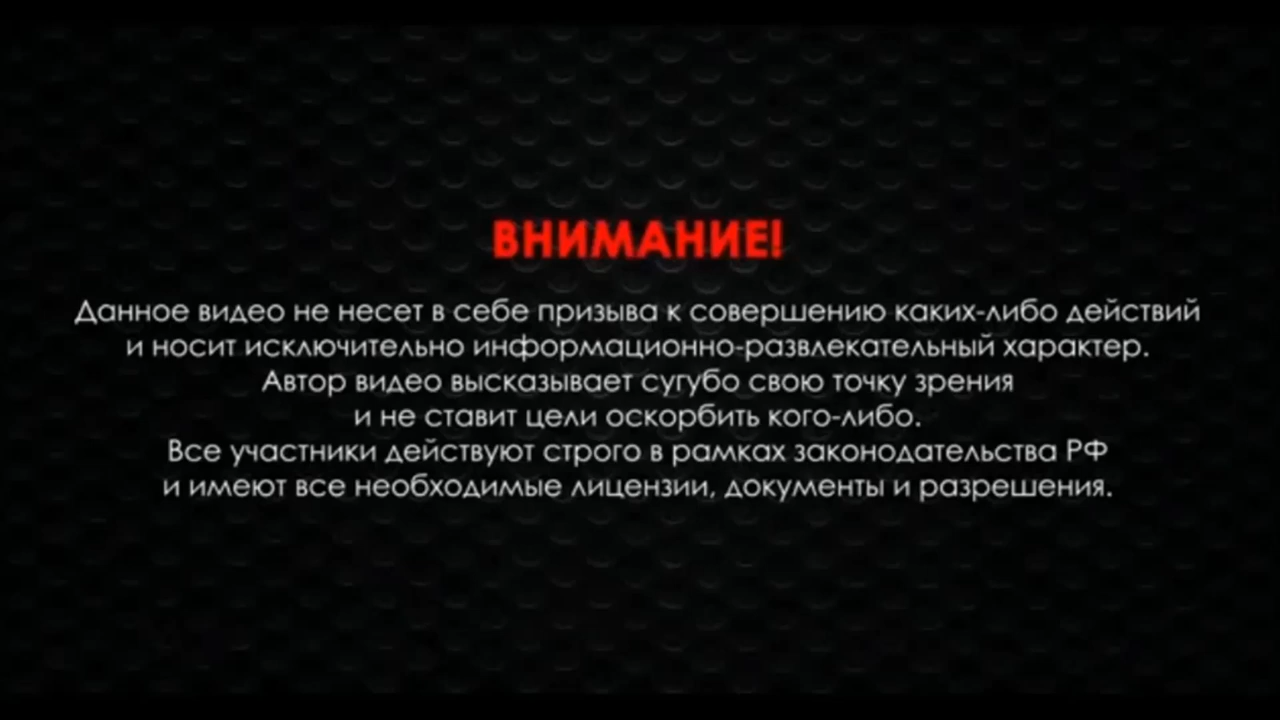 ВНИМАНИЕ!
Данное видео не несет в себе призыва к совершению каких-либо действий
и носит исключительно информационно-развлекательный характер.
Автор видео высказывает сугубо свою точку зрения
и не ставит цели оскорбить кого-либо.
Все участники действуют строго в рамках законодательства РФ
и имеют все необходимые лицензии, документы и разрешения.